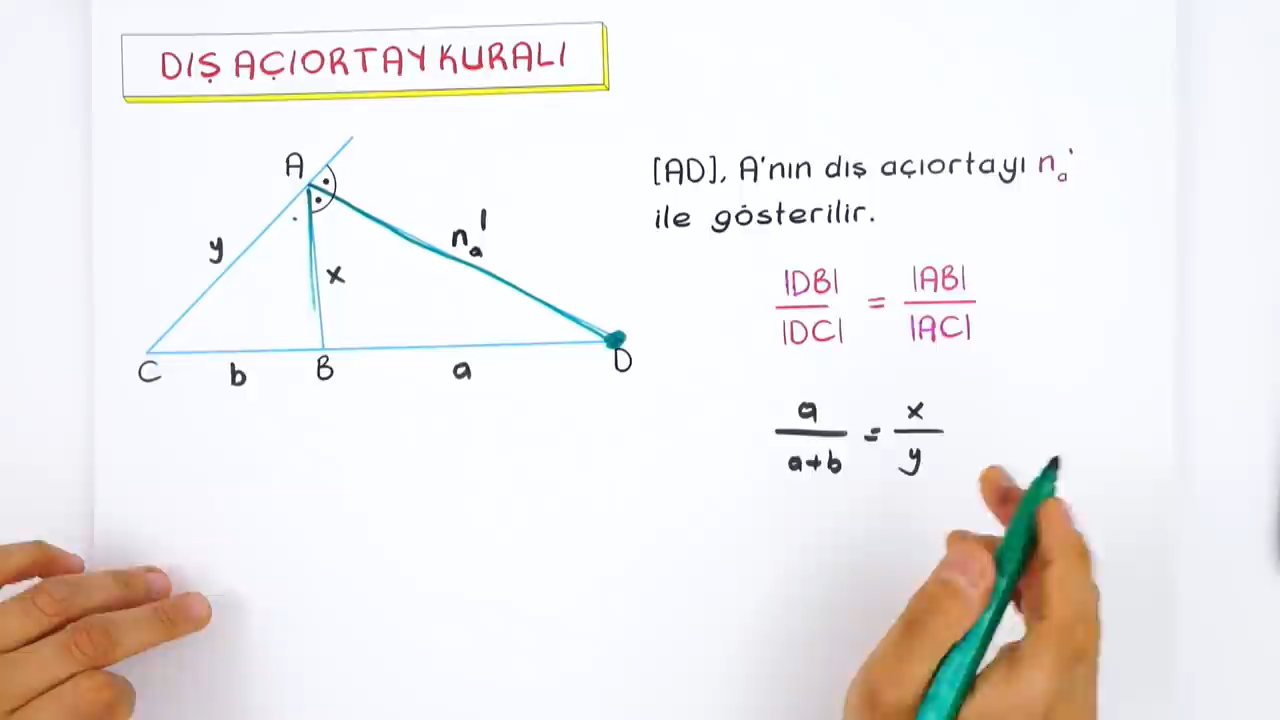 DIŞ AÇIORTAY KURALI
A
y
x
na'
C
b
B
a
D
[AD], A'nın dış açıortayı na'
ile gösterilir.
|DB| / |DC| = |AB| / |AC|
a / a+b = x / y